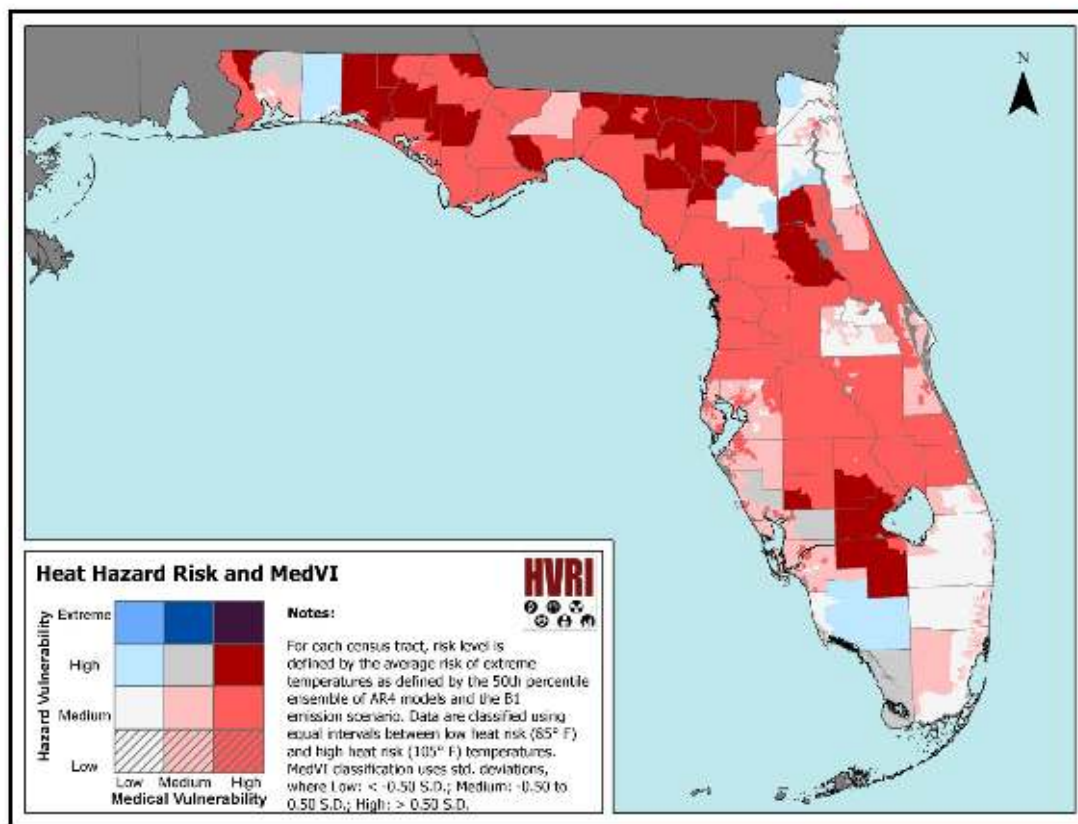 N
Heat Hazard Risk and MedVI
HVRI
Hazard Vulnerability
Extreme
High
Medium
Low
Low Medium High
Medical Vulnerability
Notes:
For each census tract, risk level is
defined by the average risk of extreme
temperatures as defined by the 50th percentile
ensemble of AR4 models and the B1
emission scenario. Data are classified using
equal intervals between low heat risk (85° F)
and high heat risk (105° F) temperatures.
MedVI classification uses std. deviations,
where Low: < -0.50 S.D.; Medium: -0.50 to
0.50 S.D.; High: > 0.50 S.D.